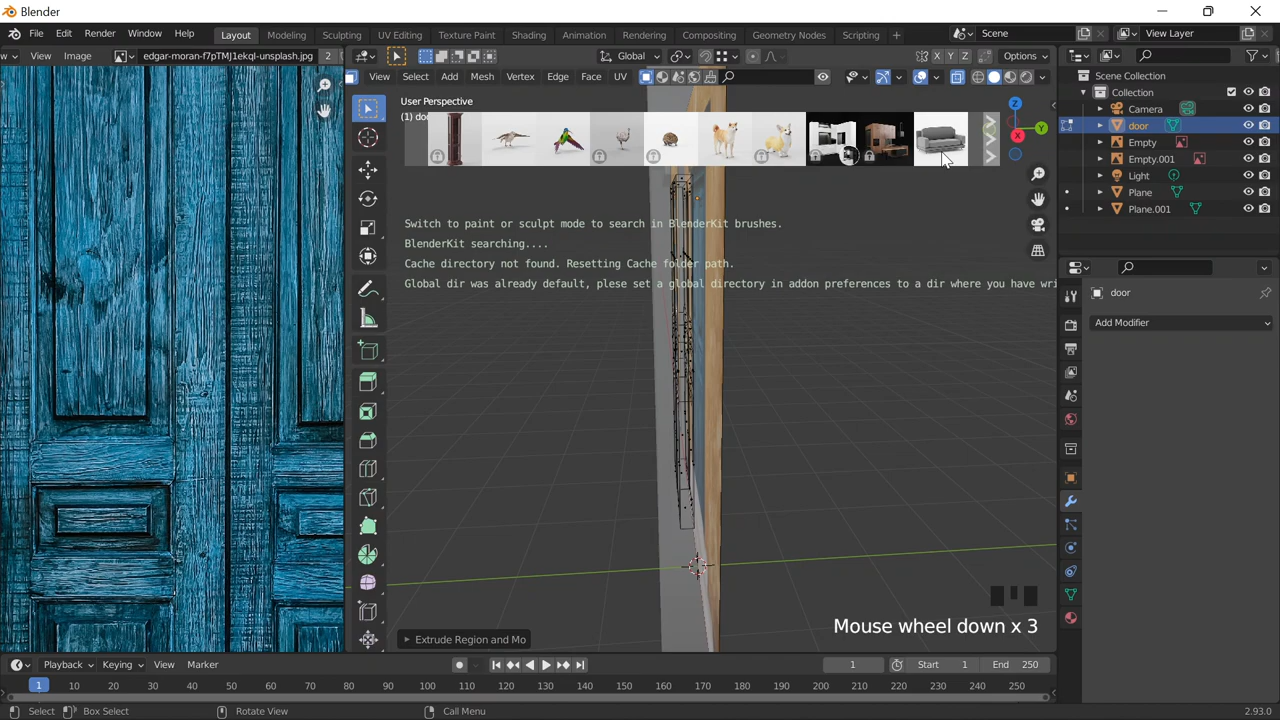 Blender
File Edit Render Window Help Layout Modeling Sculpting UV Editing Texture Paint Shading Animation Rendering Compositing Geometry Nodes Scripting + Scene View Layer
View Image edgar-moran-f7pTMJ1ekqI-unsplash.jpg 2 Global X Y Z Options
View Select Add Mesh Vertex Edge Face UV
Scene Collection
Collection
Camera
door
Empty
Empty.001
Light
Plane
Plane.001
User Perspective
Z
Y
X
Switch to paint or sculpt mode to search in BlenderKit brushes.
BlenderKit searching....
Cache directory not found. Resetting Cache folder path.
Global dir was already default, plese set a global directory in addon preferences to a dir where you have wri
door
Add Modifier
Mouse wheel down x 3
Extrude Region and Mo
Playback Keying View Marker 1 Start 1 End 250
1 10 20 30 40 50 60 70 80 90 100 110 120 130 140 150 160 170 180 190 200 210 220 230 240 250
Select Box Select Rotate View Call Menu 2.93.0